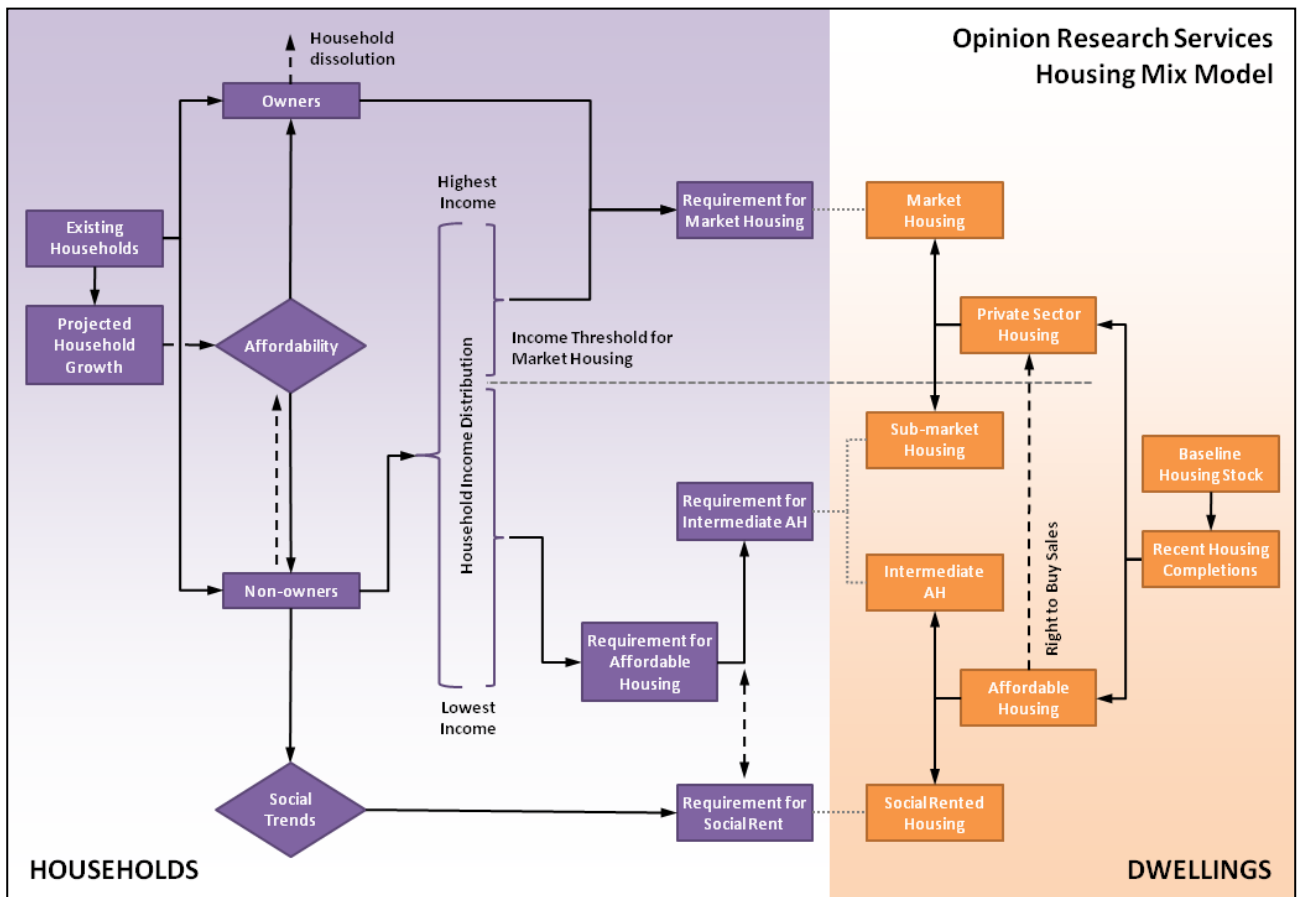 Opinion Research Services
Housing Mix Model
Household
dissolution
Owners
Highest
Income
Existing
Households
Projected
Household
Growth
Affordability
Non-owners
Social
Trends
Household Income Distribution
Income Threshold for
Market Housing
Lowest
Income
Requirement for
Market Housing
Requirement for
Intermediate AH
Requirement for
Affordable
Housing
Requirement for
Social Rent
Market
Housing
Private Sector
Housing
Sub-market
Housing
Baseline
Housing Stock
Recent Housing
Completions
Intermediate
AH
Right to Buy Sales
Affordable
Housing
Social Rented
Housing
HOUSEHOLDS
DWELLINGS